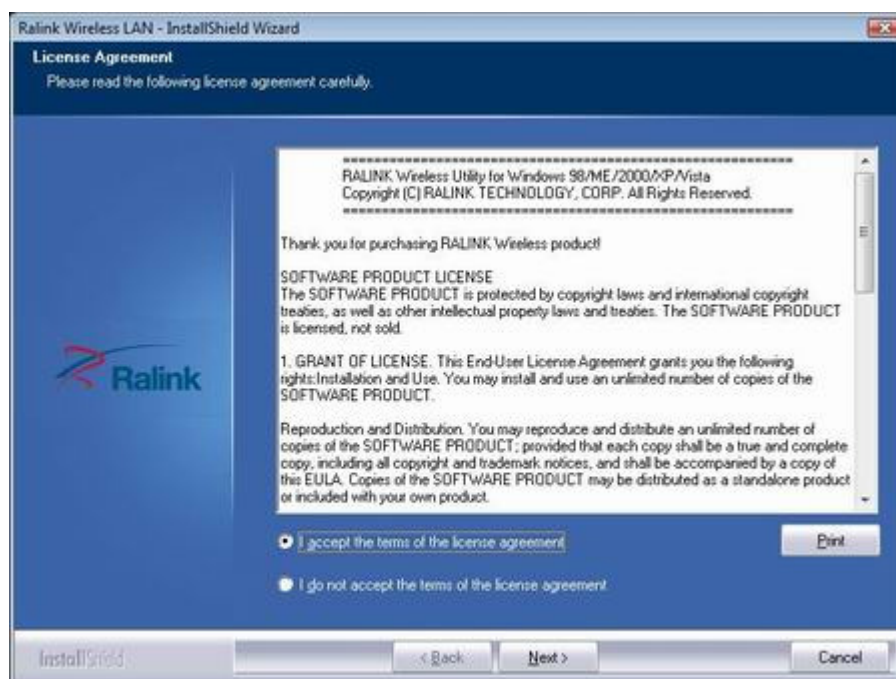 Ralink Wireless LAN - InstallShield Wizard
License Agreement
Please read the following license agreement carefully.
==========================================================
RALINK Wireless Utility for Windows 98/ME/2000/XP/Vista
Copyright (C) RALINK TECHNOLOGY, CORP. All Rights Reserved.
==========================================================
Thank you for purchasing RALINK Wireless product!
SOFTWARE PRODUCT LICENSE
The SOFTWARE PRODUCT is protected by copyright laws and international copyright
treaties, as well as other intellectual property laws and treaties. The SOFTWARE PRODUCT
is licensed, not sold.
1. GRANT OF LICENSE. This End-User License Agreement grants you the following
rights:Installation and Use. You may install and use an unlimited number of copies of the
SOFTWARE PRODUCT.
Reproduction and Distribution. You may reproduce and distribute an unlimited number of
copies of the SOFTWARE PRODUCT; provided that each copy shall be a true and complete
copy, including all copyright and trademark notices, and shall be accompanied by a copy of
this EULA. Copies of the SOFTWARE PRODUCT may be distributed as a standalone product
or included with your own product.
Ralink
I accept the terms of the license agreement
Print
I do not accept the terms of the license agreement
InstallShield
< Back
Next >
Cancel